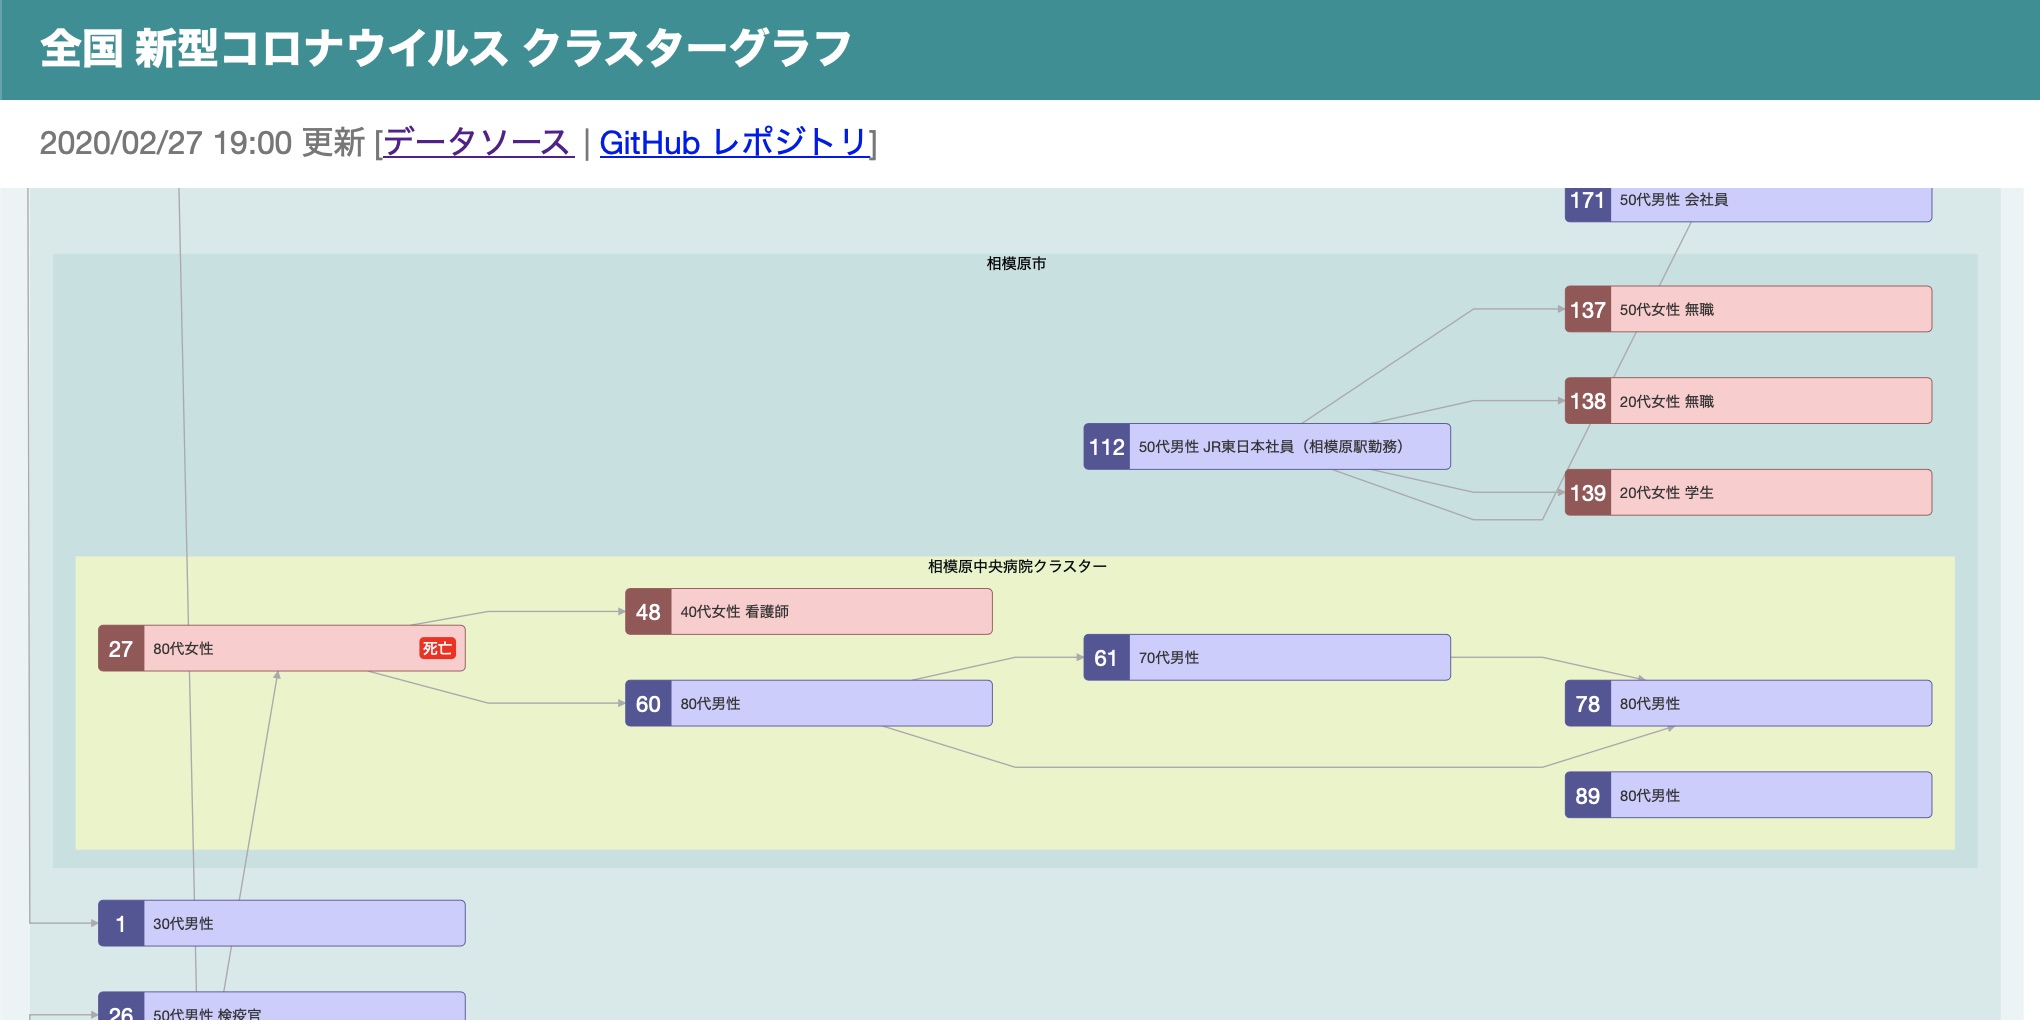 全国 新型コロナウイルス クラスターグラフ
2020/02/27 19:00 更新 [データソース | GitHub レポジトリ]
171 50代男性 会社員
相模原市
137 50代女性 無職
138 20代女性 無職
112 50代男性 JR東日本社員（相模原駅勤務）
139 20代女性 学生
相模原中央病院クラスター
48 40代女性 看護師
27 80代女性 死亡
61 70代男性
60 80代男性
78 80代男性
89 80代男性
1 30代男性
26 50代男性 検疫官